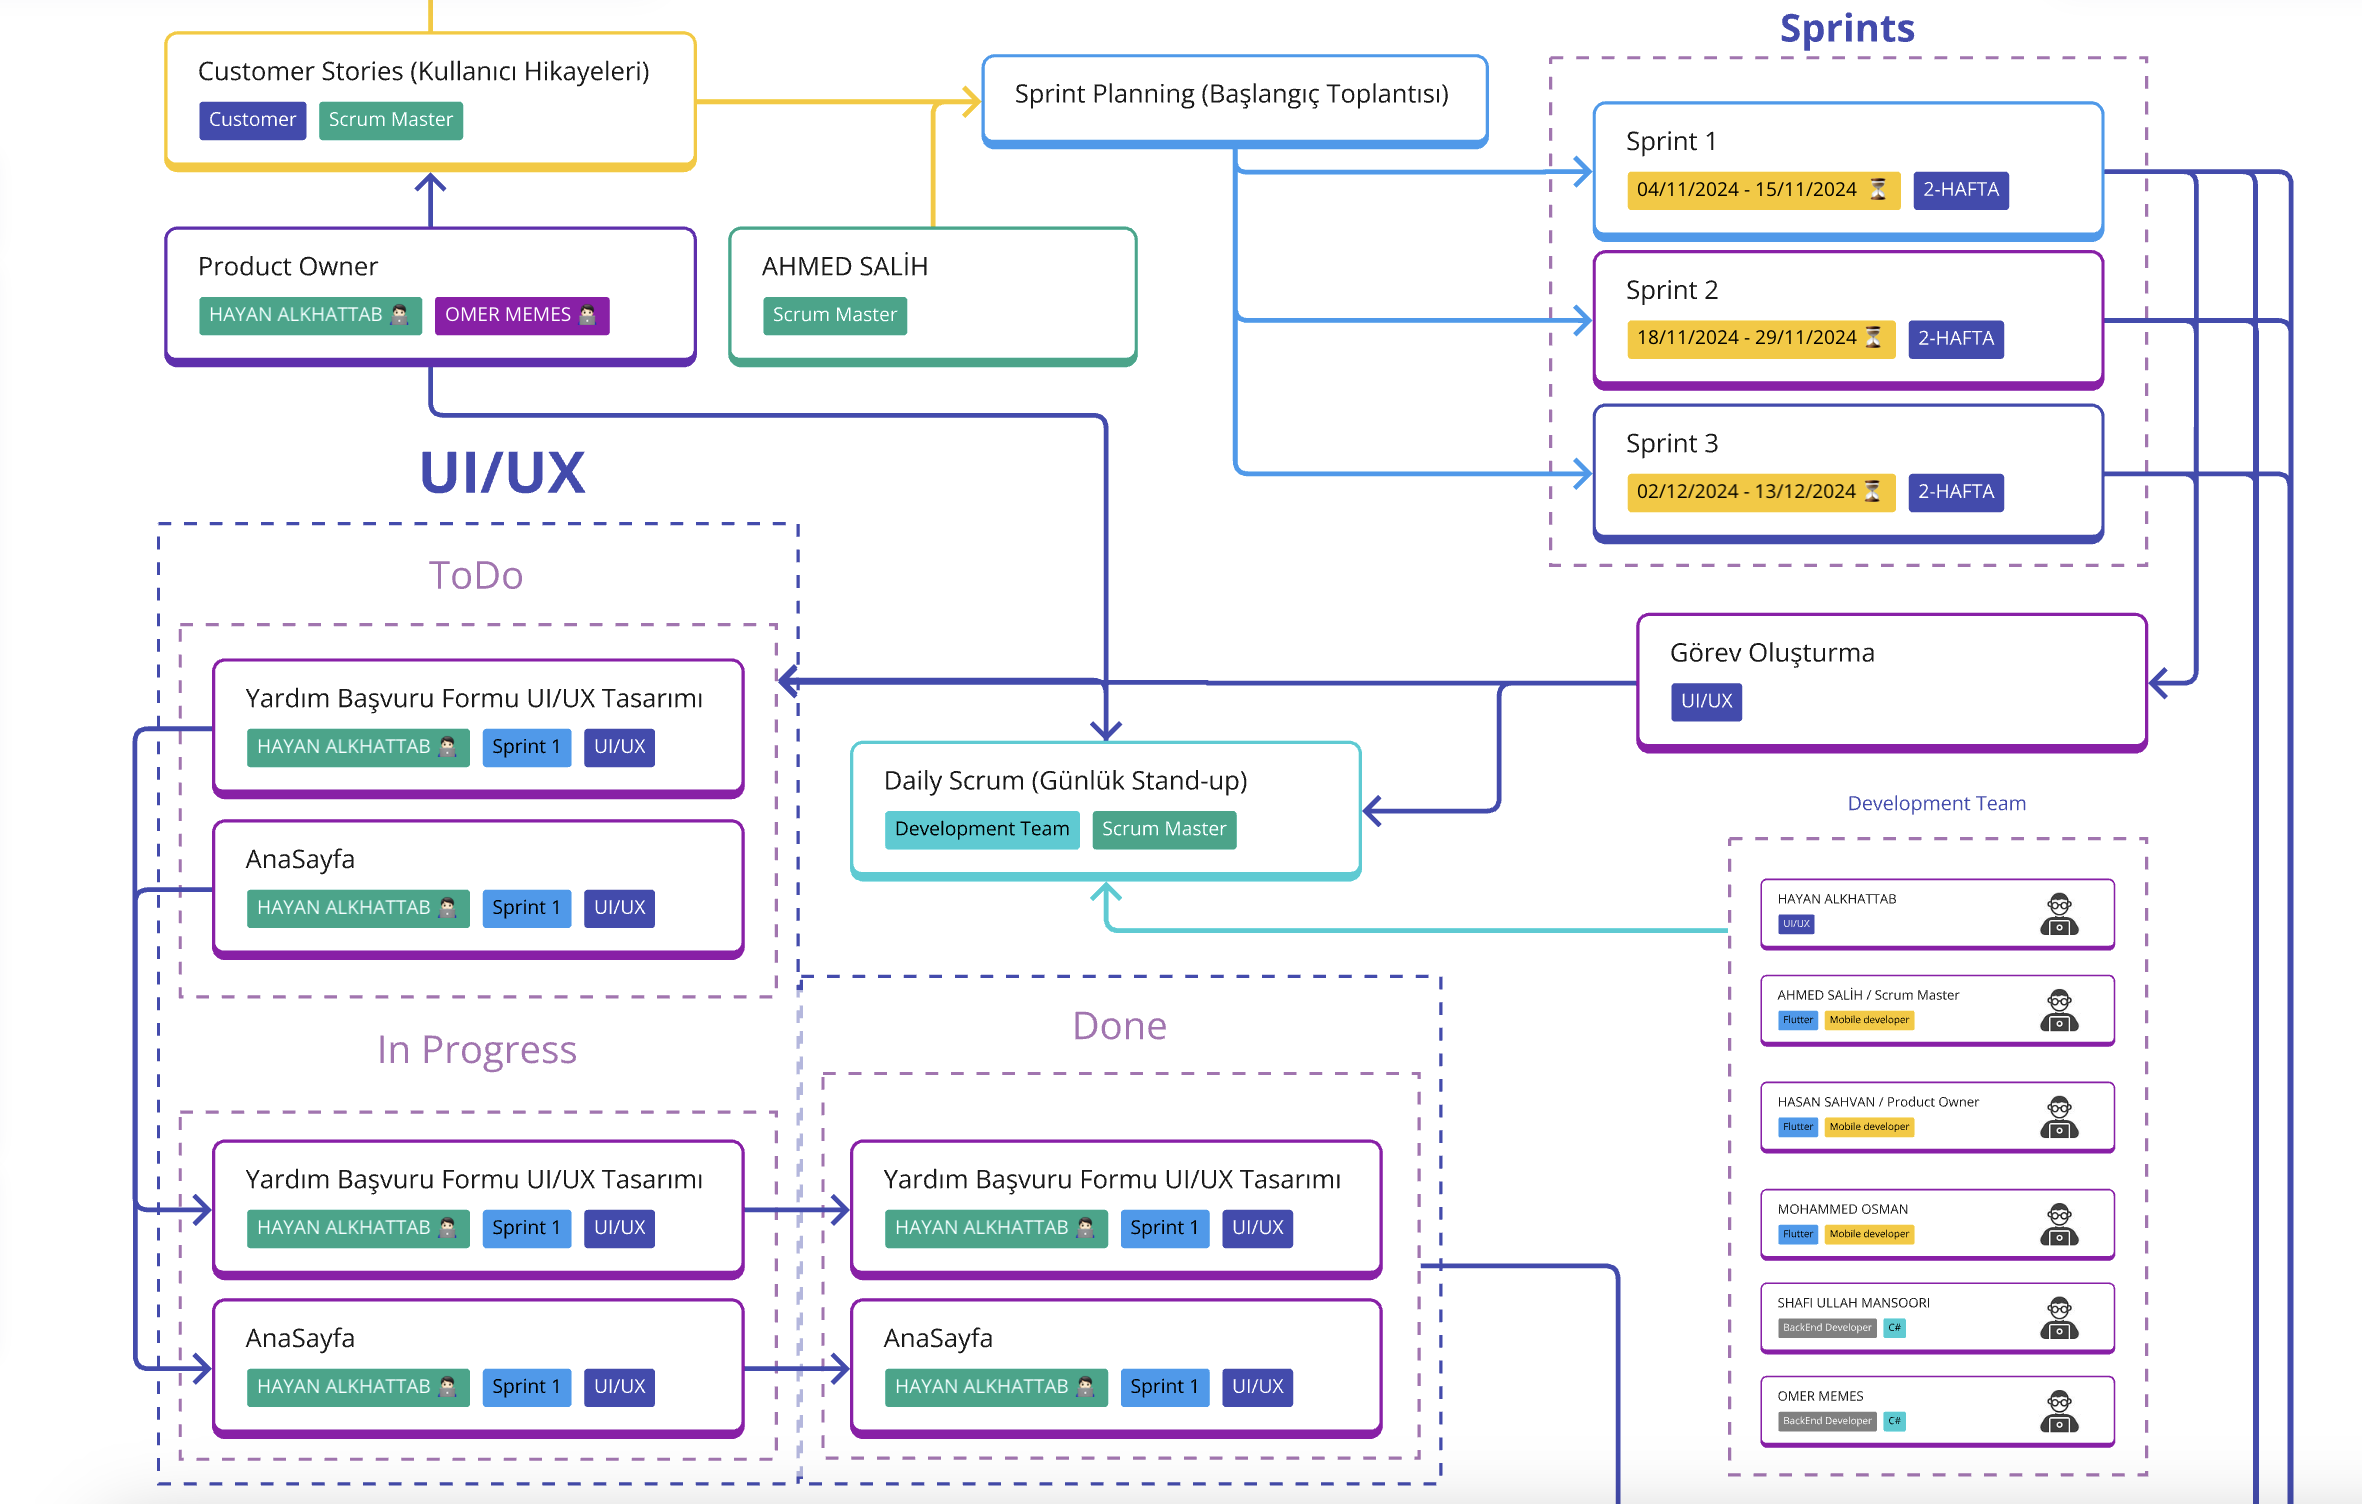 Customer Stories (Kullanıcı Hikayeleri)
Customer Scrum Master
Sprint Planning (Başlangıç Toplantısı)
Product Owner
HAYAN ALKHATTAB OMER MEMES
AHMED SALİH
Scrum Master
Sprints
Sprint 1
04/11/2024 - 15/11/2024 2-HAFTA
Sprint 2
18/11/2024 - 29/11/2024 2-HAFTA
Sprint 3
02/12/2024 - 13/12/2024 2-HAFTA
Görev Oluşturma
UI/UX
UI/UX
ToDo
Yardım Başvuru Formu UI/UX Tasarımı
HAYAN ALKHATTAB Sprint 1 UI/UX
AnaSayfa
HAYAN ALKHATTAB Sprint 1 UI/UX
Daily Scrum (Günlük Stand-up)
Development Team Scrum Master
In Progress
Yardım Başvuru Formu UI/UX Tasarımı
HAYAN ALKHATTAB Sprint 1 UI/UX
AnaSayfa
HAYAN ALKHATTAB Sprint 1 UI/UX
Done
Yardım Başvuru Formu UI/UX Tasarımı
HAYAN ALKHATTAB Sprint 1 UI/UX
AnaSayfa
HAYAN ALKHATTAB Sprint 1 UI/UX
Development Team
HAYAN ALKHATTAB
UI/UX
AHMED SALİH / Scrum Master
Flutter Mobile developer
HASAN SAHVAN / Product Owner
Flutter Mobile developer
MOHAMMED OSMAN
Flutter Mobile developer
SHAFI ULLAH MANSOORI
BackEnd Developer C#
OMER MEMES
BackEnd Developer C#